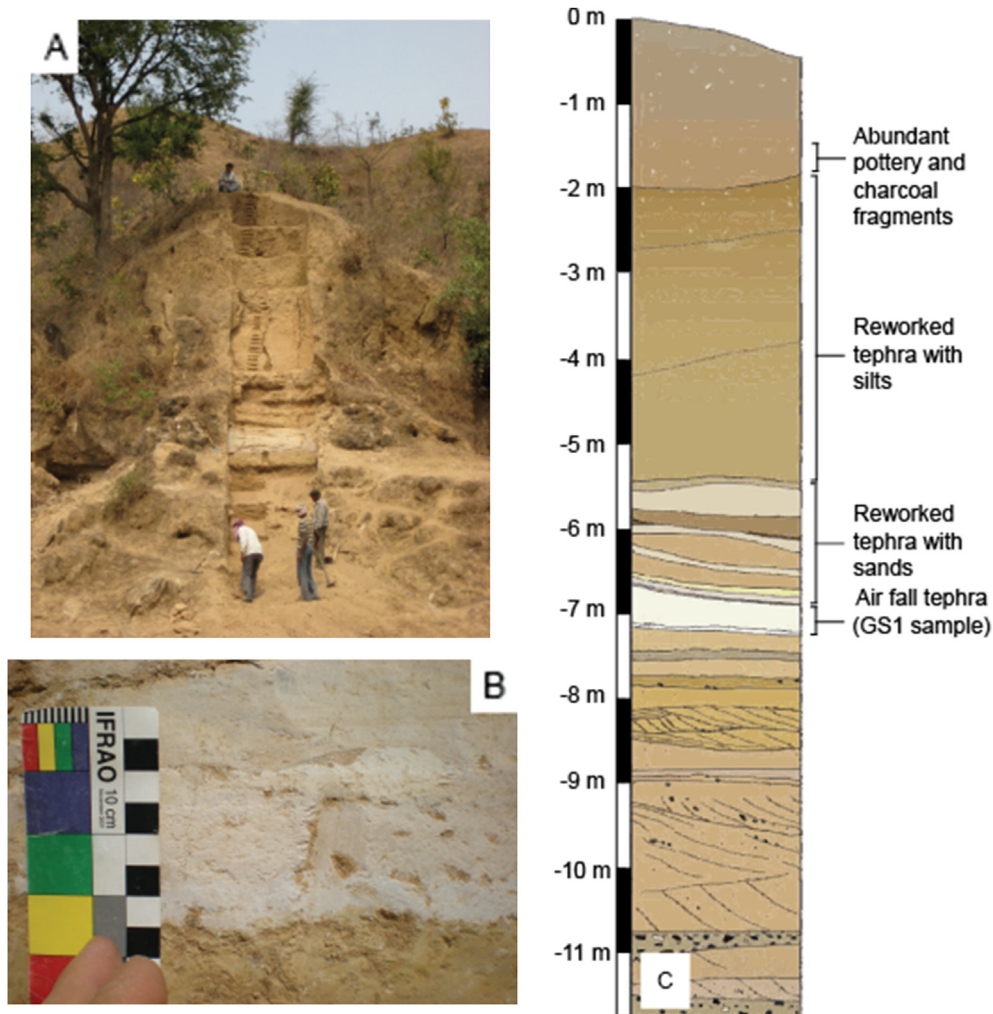 A
B
IFRAO
10 cm
0 m
-1 m
-2 m
-3 m
-4 m
-5 m
-6 m
-7 m
-8 m
-9 m
-10 m
-11 m
Abundant
pottery and
charcoal
fragments
Reworked
tephra with
silts
Reworked
tephra with
sands
Air fall tephra
(GS1 sample)
C